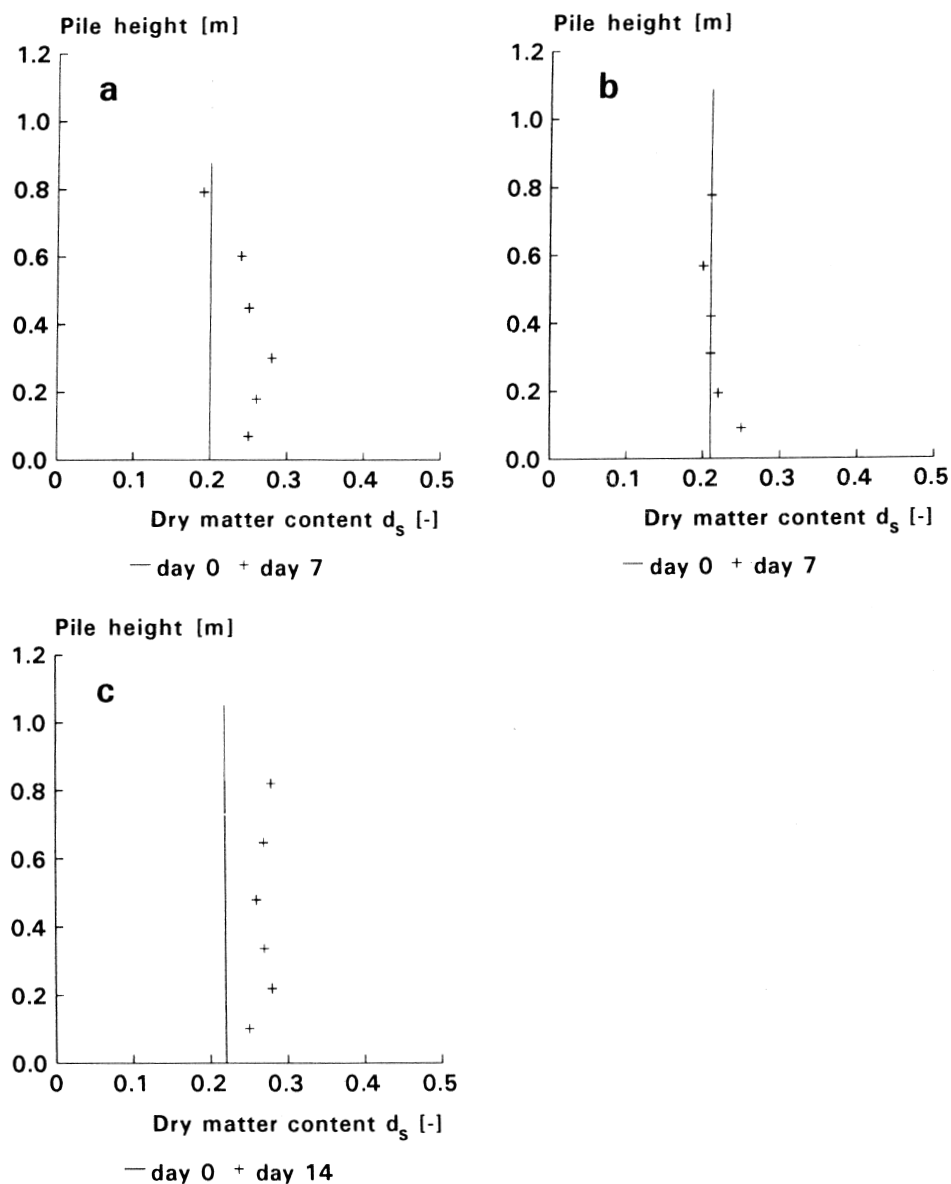 Pile height [m]
1.2
a
1.0
0.8
0.6
0.4
0.2
0.0
0 0.1 0.2 0.3 0.4 0.5
Dry matter content ds [-]
— day 0 + day 7
Pile height [m]
1.2
b
1.0
0.8
0.6
0.4
0.2
0.0
0 0.1 0.2 0.3 0.4 0.5
Dry matter content ds [-]
— day 0 + day 7
Pile height [m]
1.2
c
1.0
0.8
0.6
0.4
0.2
0.0
0 0.1 0.2 0.3 0.4 0.5
Dry matter content ds [-]
— day 0 + day 14